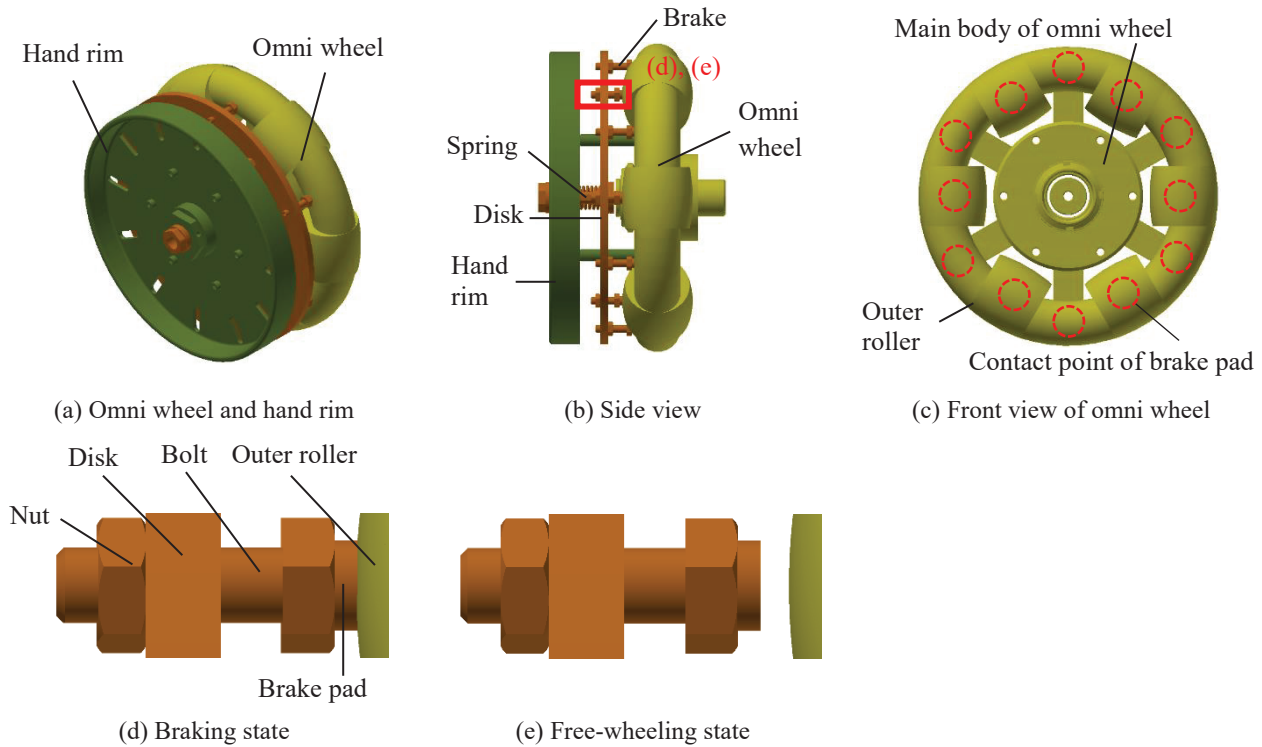 Hand rim
Omni wheel
(a) Omni wheel and hand rim
Brake
(d), (e)
Omni
wheel
Spring
Disk
Hand
rim
(b) Side view
Main body of omni wheel
Outer
roller
Contact point of brake pad
(c) Front view of omni wheel
Disk
Bolt
Outer roller
Nut
Brake pad
(d) Braking state
(e) Free-wheeling state